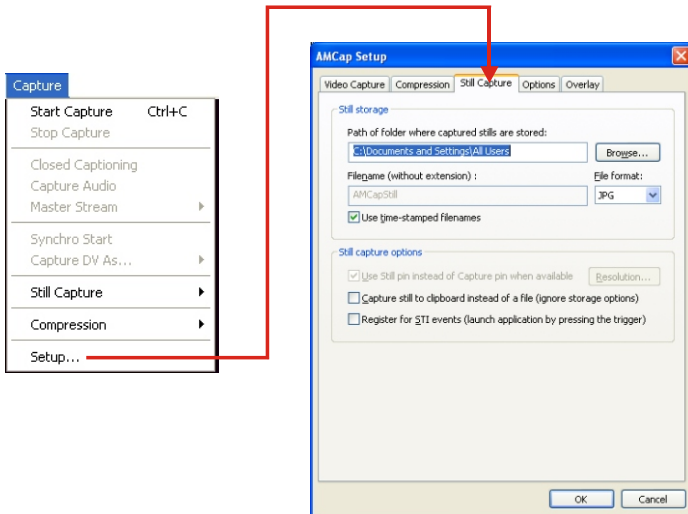 Capture
Start Capture Ctrl+C
Stop Capture
Closed Captioning
Capture Audio
Master Stream
Synchro Start
Capture DV As...
Still Capture
Compression
Setup...
AMCap Setup
Video Capture Compression Still Capture Options Overlay
Still storage
Path of folder where captured stills are stored:
C:\Documents and Settings\All Users Browse...
Filename (without extension) : File format:
AMCapStill JPG
Use time-stamped filenames
Still capture options
Use Still pin instead of Capture pin when available Resolution...
Capture still to clipboard instead of a file (ignore storage options)
Register for STI events (launch application by pressing the trigger)
OK Cancel